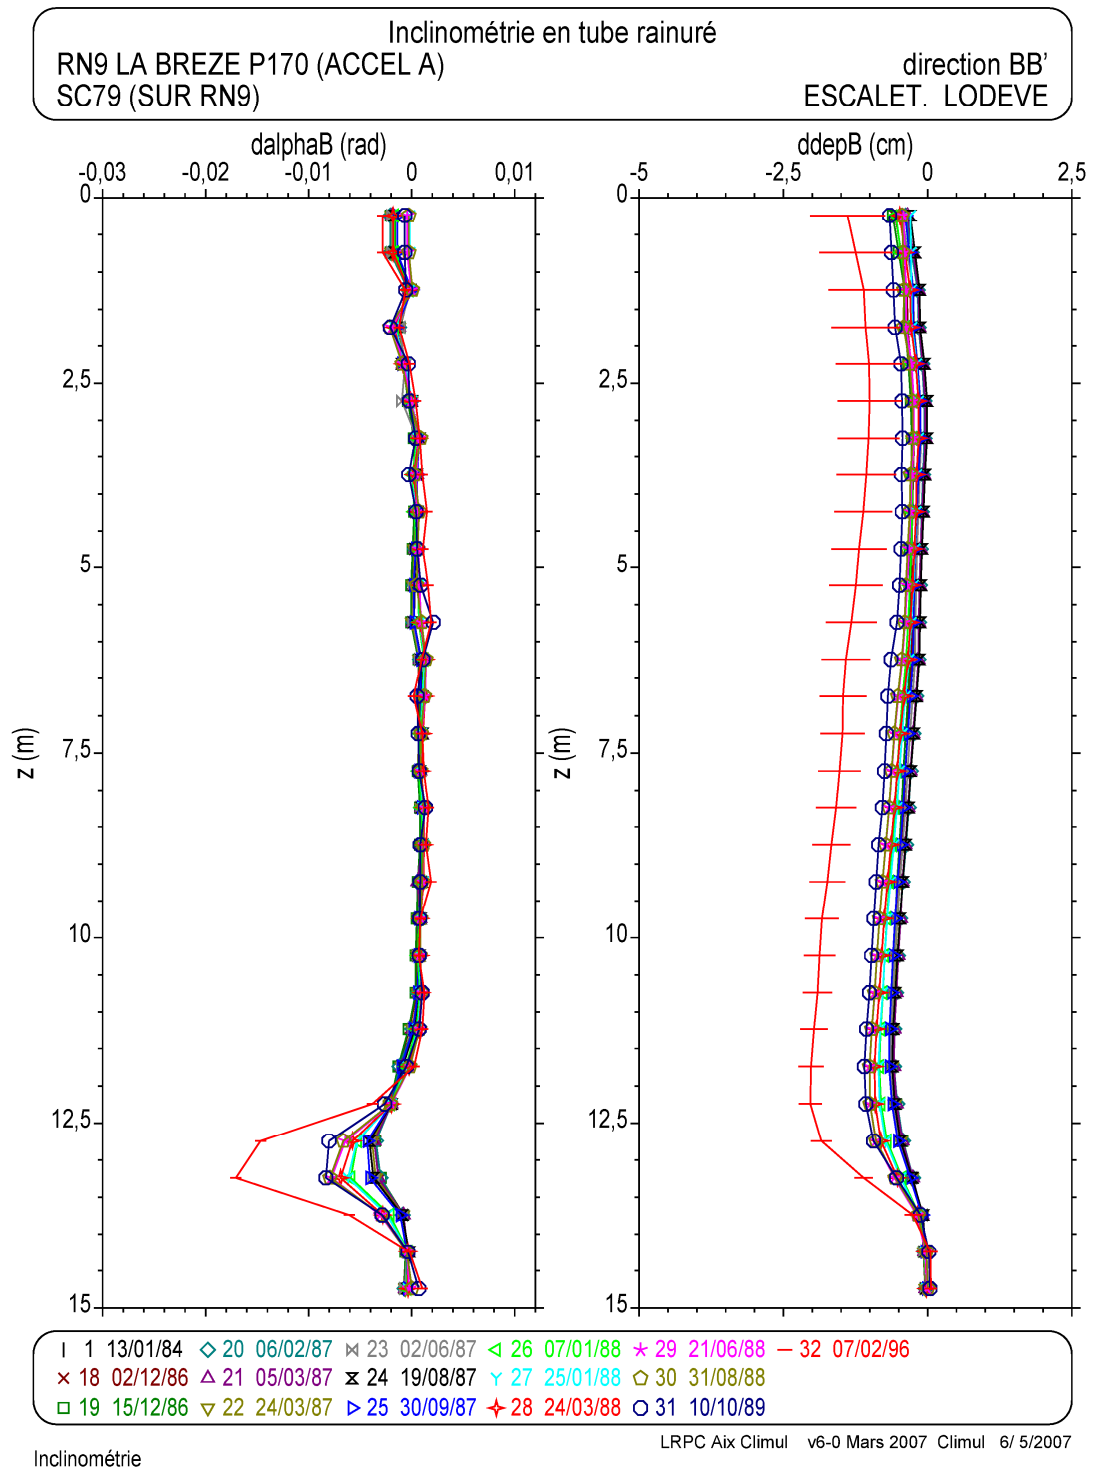 Inclinométrie en tube rainuré
RN9 LA BREZE P170 (ACCEL A) direction BB'
SC79 (SUR RN9) ESCALET. LODEVE
dalphaB (rad) ddepB (cm)
-0,03 -0,02 -0,01 0 0,01 -5 -2,5 0 2,5
0 0
2,5 2,5
5 5
7,5 7,5
z (m) z (m)
10 10
12,5 12,5
15 15
1 13/01/84 20 06/02/87 23 02/06/87 26 07/01/88 29 21/06/88 32 07/02/96
18 02/12/86 21 05/03/87 24 19/08/87 27 25/01/88 30 31/08/88
19 15/12/86 22 24/03/87 25 30/09/87 28 24/03/88 31 10/10/89
LRPC Aix Climul v6-0 Mars 2007 Climul 6/ 5/2007
Inclinométrie